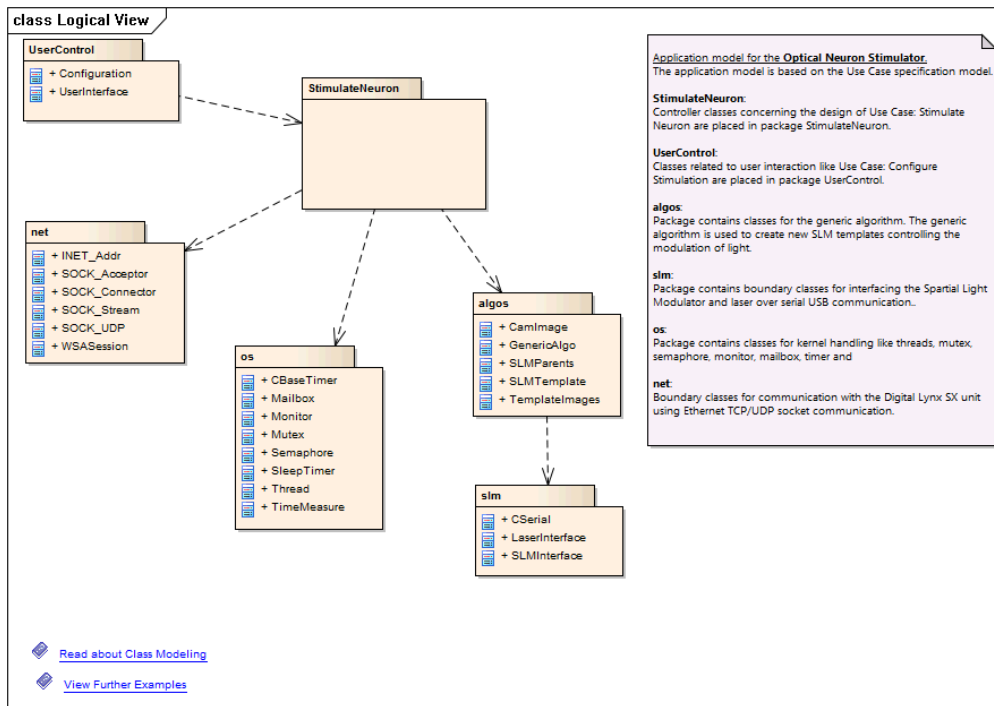 class Logical View
UserControl
+ Configuration
+ UserInterface
StimulateNeuron
net
+ INET_Addr
+ SOCK_Acceptor
+ SOCK_Connector
+ SOCK_Stream
+ SOCK_UDP
+ WSASession
os
+ CBaseTimer
+ Mailbox
+ Monitor
+ Mutex
+ Semaphore
+ SleepTimer
+ Thread
+ TimeMeasure
algos
+ CamImage
+ GenericAlgo
+ SLMParents
+ SLMTemplate
+ TemplateImages
slm
+ CSerial
+ LaserInterface
+ SLMInterface
Application model for the Optical Neuron Stimulator.
The application model is based on the Use Case specification model.
StimulateNeuron:
Controller classes concerning the design of Use Case: Stimulate
Neuron are placed in package StimulateNeuron.
UserControl:
Classes related to user interaction like Use Case: Configure
Stimulation are placed in package UserControl.
algos:
Package contains classes for the generic algorithm. The generic
algorithm is used to create new SLM templates controlling the
modulation of light.
slm:
Package contains boundary classes for interfacing the Spatial Light
Modulator and laser over serial USB communication..
os:
Package contains classes for kernel handling like threads, mutex,
semaphore, monitor, mailbox, timer and
net:
Boundary classes for communication with the Digital Lynx SX unit
using Ethernet TCP/UDP socket communication.
Read about Class Modeling
View Further Examples